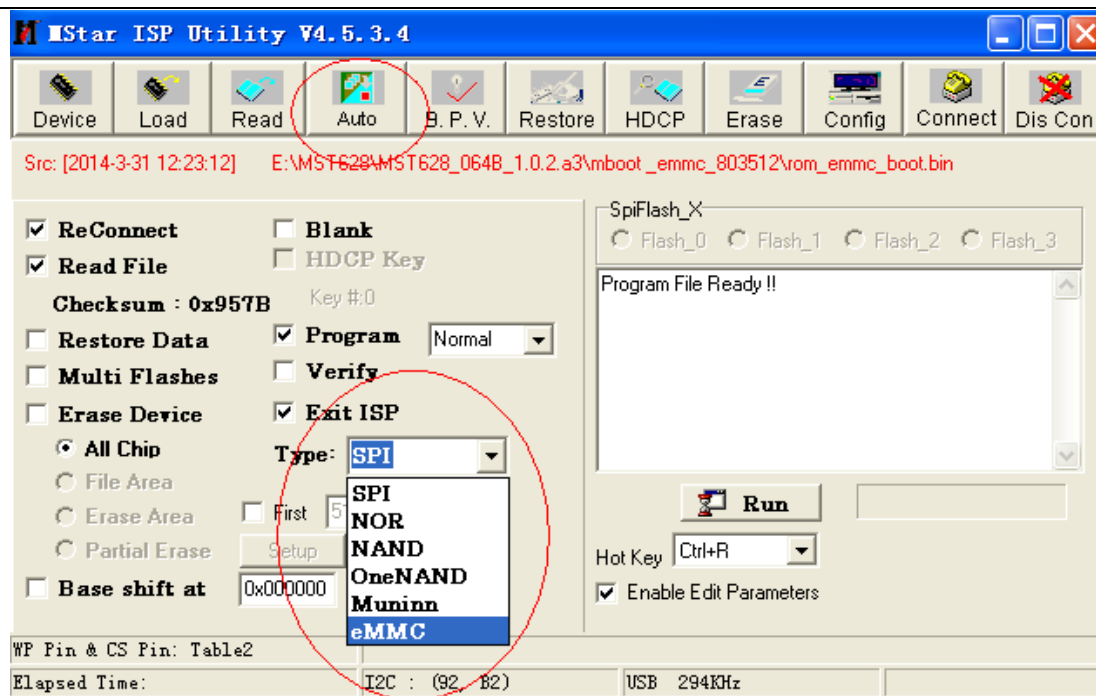 MStar ISP Utility V4.5.3.4
Device Load Read Auto B.P.V. Restore HDCP Erase Config Connect Dis Con
Src: [2014-3-31 12:23:12] E:\MST628\MST628_064B_1.0.2.a3\mboot_emmc_803512\rom_emmc_boot.bin
ReConnect
Blank
Read File
HDCP Key
Checksum : 0x957B
Key #:0
Restore Data
Program
Normal
Multi Flashes
Verify
Erase Device
Exit ISP
All Chip
Type:
SPI
File Area
SPI
Erase Area
First
NOR
Partial Erase
Setup
NAND
OneNAND
Base shift at
0x000000
Muninn
eMMC
SpiFlash_X
Flash_0 Flash_1 Flash_2 Flash_3
Program File Ready !!
Run
Hot Key
Ctrl+R
Enable Edit Parameters
WP Pin & CS Pin: Table2
Elapsed Time:
I2C : (92, B2)
USB 294KHz